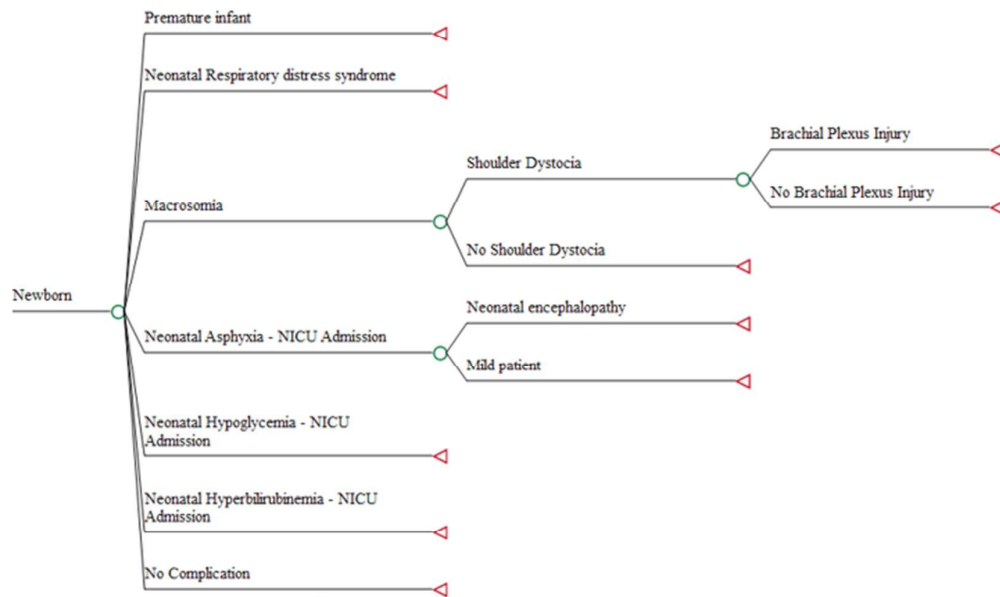 Premature infant
Neonatal Respiratory distress syndrome
Brachial Plexus Injury
Shoulder Dystocia
No Brachial Plexus Injury
Macrosomia
No Shoulder Dystocia
Newborn
Neonatal encephalopathy
Neonatal Asphyxia - NICU Admission
Mild patient
Neonatal Hypoglycemia - NICU
Admission
Neonatal Hyperbilirubinemia - NICU
Admission
No Complication